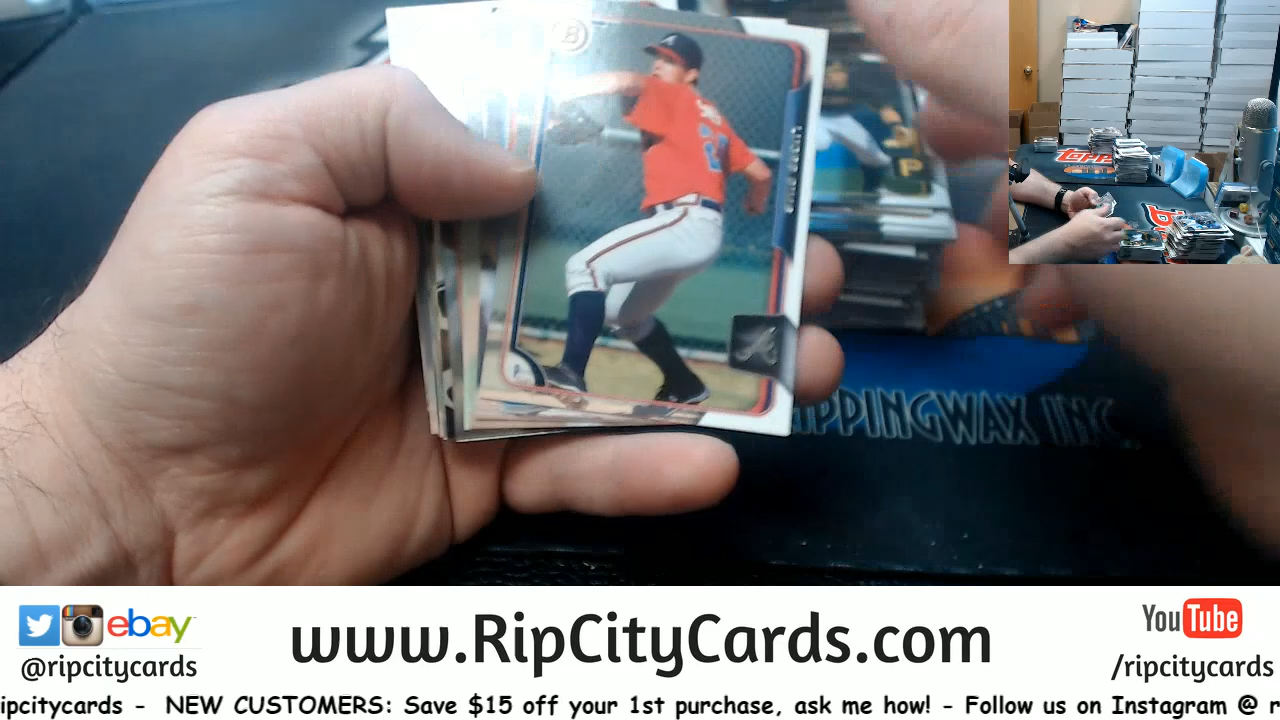 B
A
JP
TOPPS
IPPINGWAX INC.
ebay
@ripcitycards
www.RipCityCards.com
YouTube
/ripcitycards
ipcitycards - NEW CUSTOMERS: Save $15 off your 1st purchase, ask me how! - Follow us on Instagram @ r